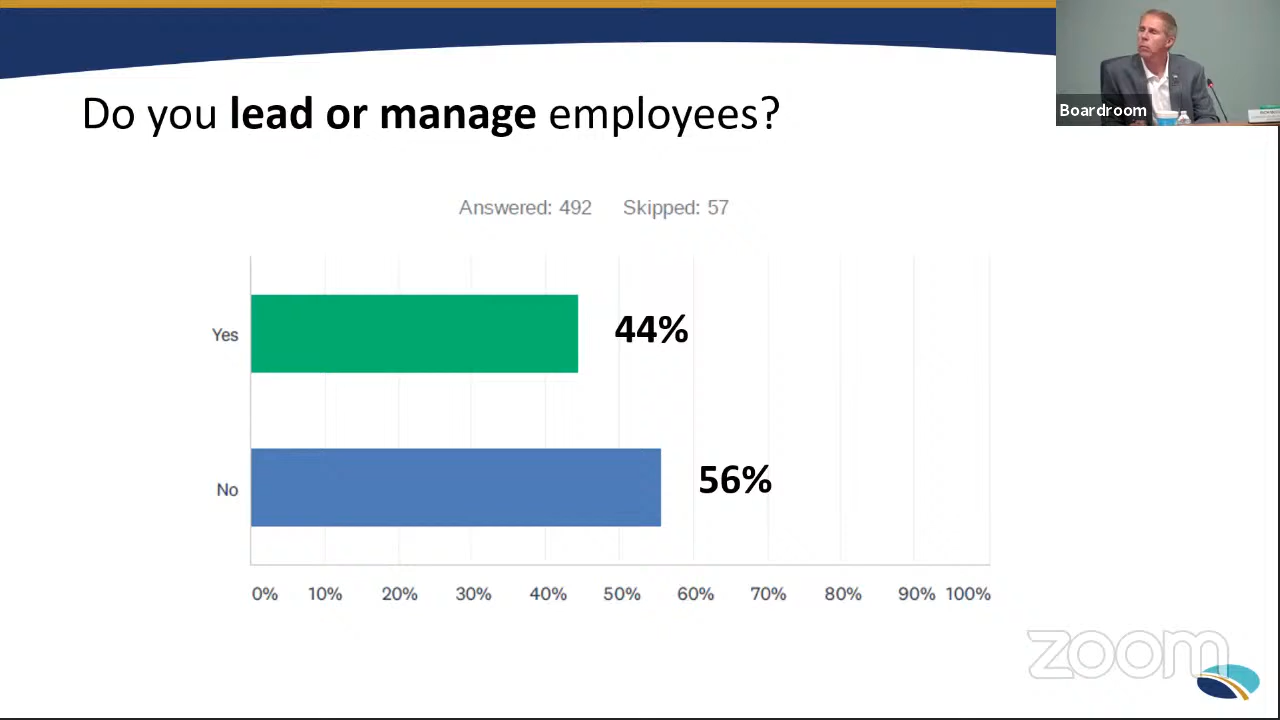 Do you lead or manage employees?
Boardroom
Answered: 492 Skipped: 57
Yes
44%
No
56%
0% 10% 20% 30% 40% 50% 60% 70% 80% 90% 100%
zoom